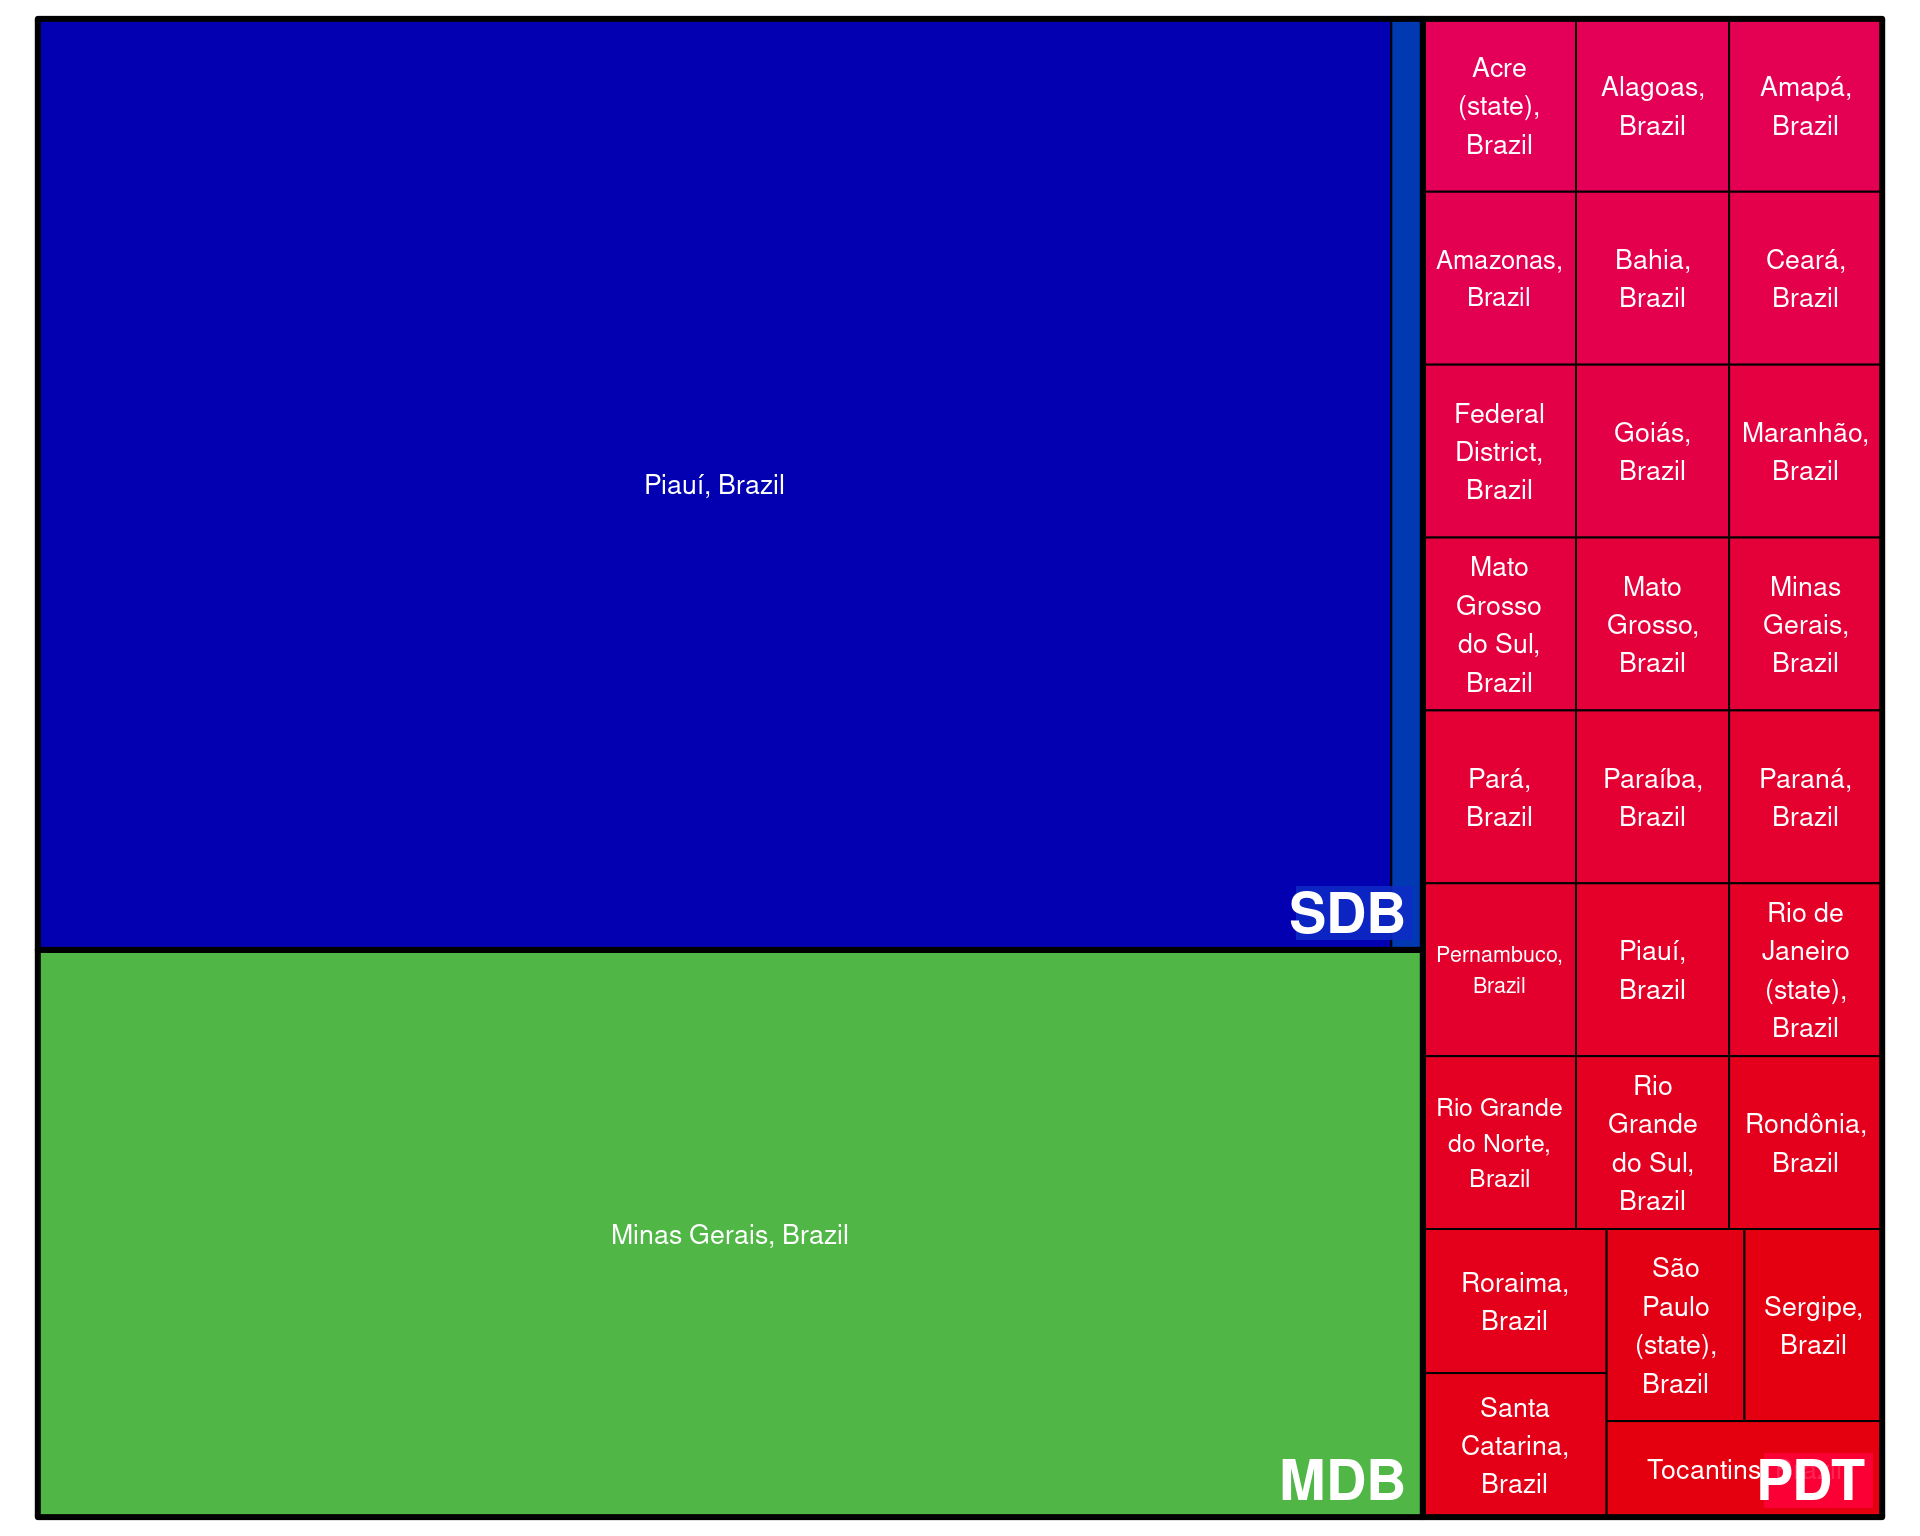 Piauí, Brazil
SDB
Minas Gerais, Brazil
MDB
Acre
(state),
Brazil
Alagoas,
Brazil
Amapá,
Brazil
Amazonas,
Brazil
Bahia,
Brazil
Ceará,
Brazil
Federal
District,
Brazil
Goiás,
Brazil
Maranhão,
Brazil
Mato
Grosso
do Sul,
Brazil
Mato
Grosso,
Brazil
Minas
Gerais,
Brazil
Pará,
Brazil
Paraíba,
Brazil
Paraná,
Brazil
Pernambuco,
Brazil
Piauí,
Brazil
Rio de
Janeiro
(state),
Brazil
Rio Grande
do Norte,
Brazil
Rio
Grande
do Sul,
Brazil
Rondônia,
Brazil
Roraima,
Brazil
Santa
Catarina,
Brazil
São
Paulo
(state),
Brazil
Sergipe,
Brazil
Tocantins
PDT